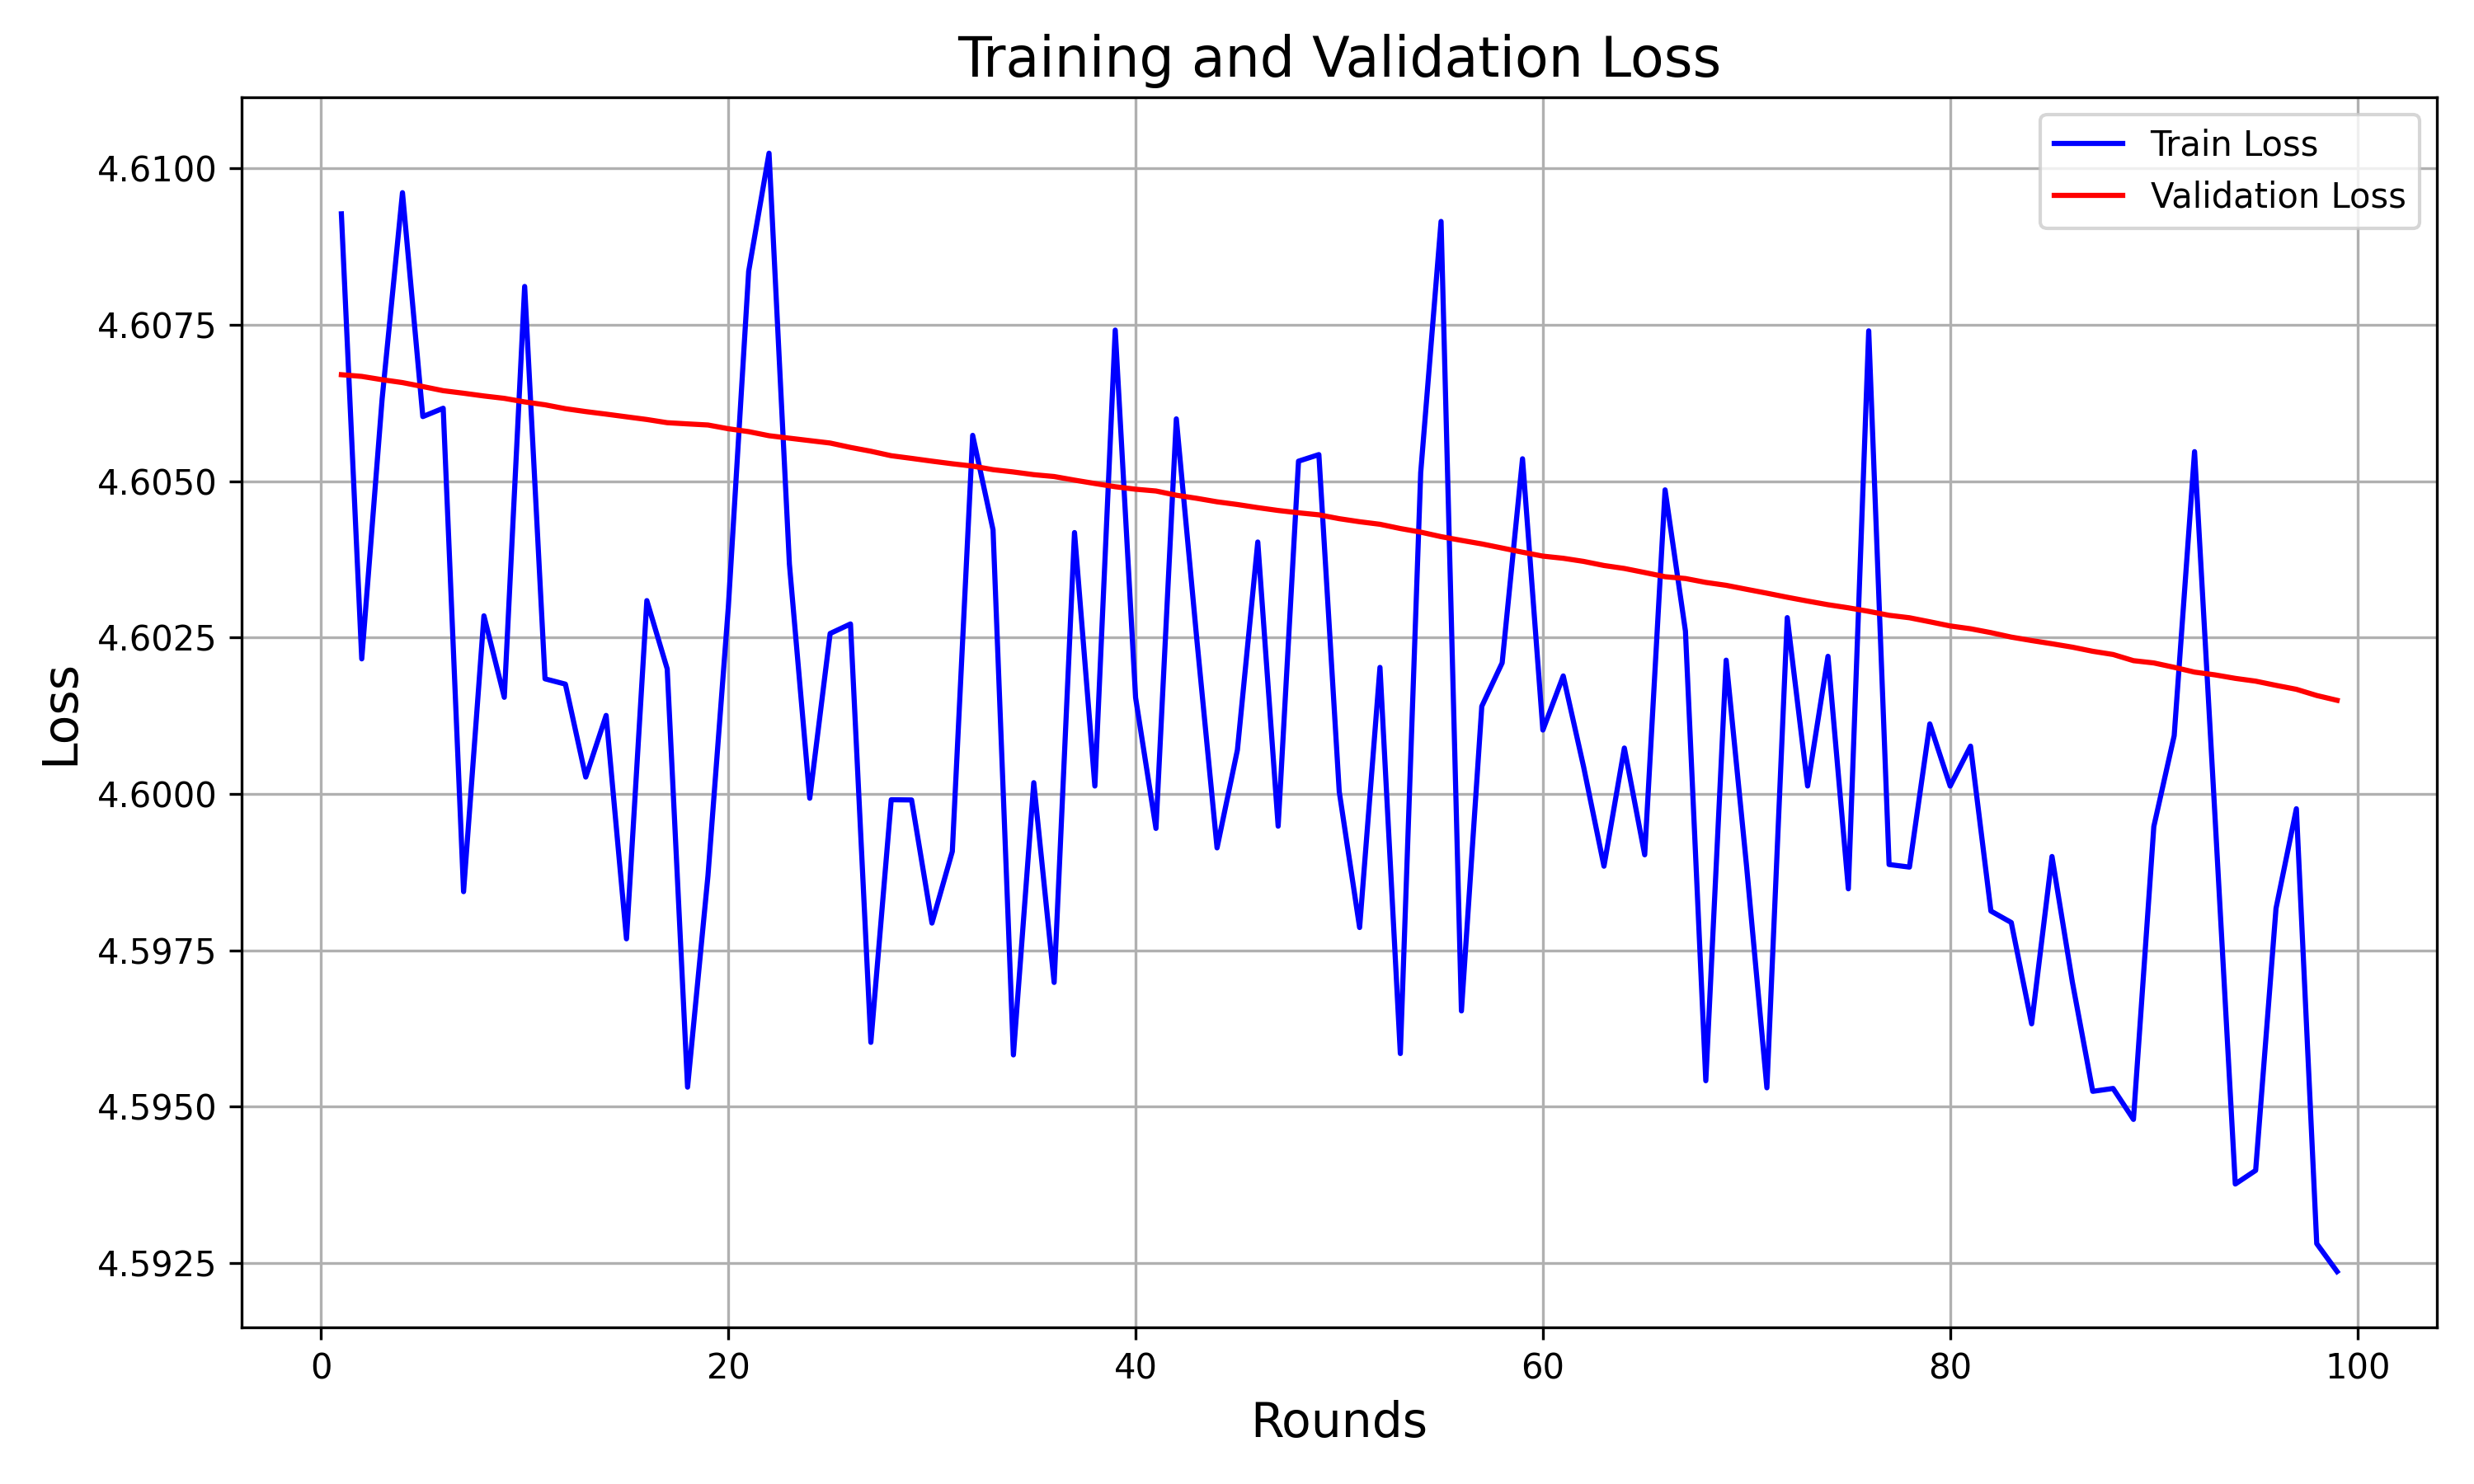 Training and Validation Loss
Train Loss
Validation Loss
4.6100
4.6075
4.6050
4.6025
4.6000
4.5975
4.5950
4.5925
Loss
0 20 40 60 80 100
Rounds